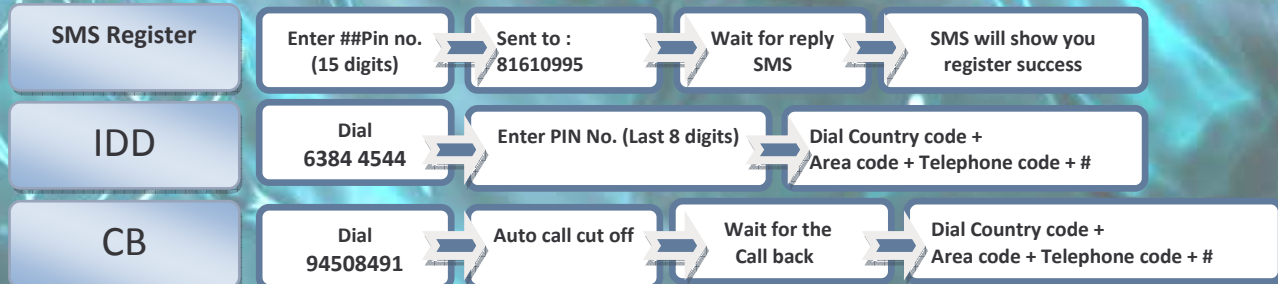 SMS Register
Enter ##Pin no.
(15 digits)
Sent to :
81610995
Wait for reply
SMS
SMS will show you
register success
IDD
Dial
6384 4544
Enter PIN No. (Last 8 digits)
Dial Country code +
Area code + Telephone code + #
CB
Dial
94508491
Auto call cut off
Wait for the
Call back
Dial Country code +
Area code + Telephone code + #